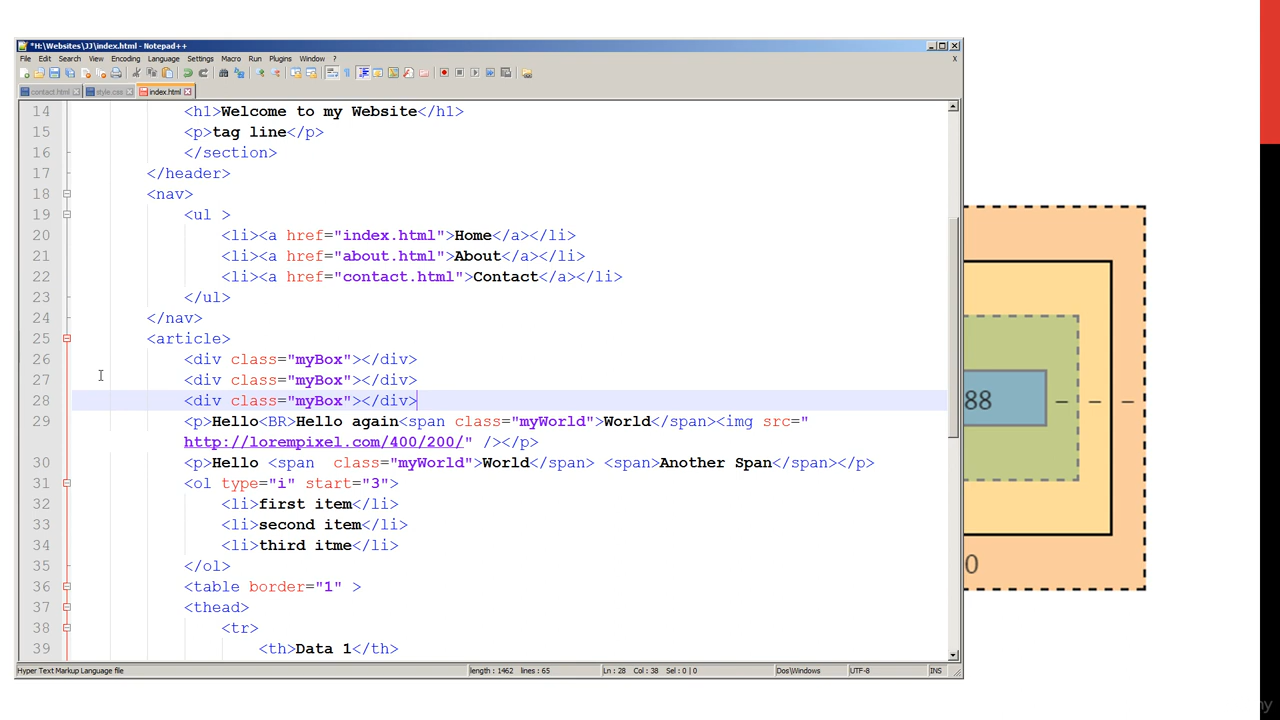 *H:\Websites\JJ\index.html - Notepad++
File Edit Search View Encoding Language Settings Macro Run Plugins Window ?
X
contact.html style.css index.html
14 <h1>Welcome to my Website</h1>
15 <p>tag line</p>
16 </section>
17 </header>
18 <nav>
19 <ul >
20 <li><a href="index.html">Home</a></li>
21 <li><a href="about.html">About</a></li>
22 <li><a href="contact.html">Contact</a></li>
23 </ul>
24 </nav>
25 <article>
26 <div class="myBox"></div>
27 <div class="myBox"></div>
28 <div class="myBox"></div>
29 <p>Hello<BR>Hello again<span class="myWorld">World</span><img src="
http://lorempixel.com/400/200/" /></p>
30 <p>Hello <span  class="myWorld">World</span> <span>Another Span</span></p>
31 <ol type="i" start="3">
32 <li>first item</li>
33 <li>second item</li>
34 <li>third itme</li>
35 </ol>
36 <table border="1" >
37 <thead>
38 <tr>
39 <th>Data 1</th>
Hyper Text Markup Language file length : 1462 lines : 65 Ln : 28 Col : 38 Sel : 0 | 0 Dos\Windows UTF-8 INS
88 – – –
0